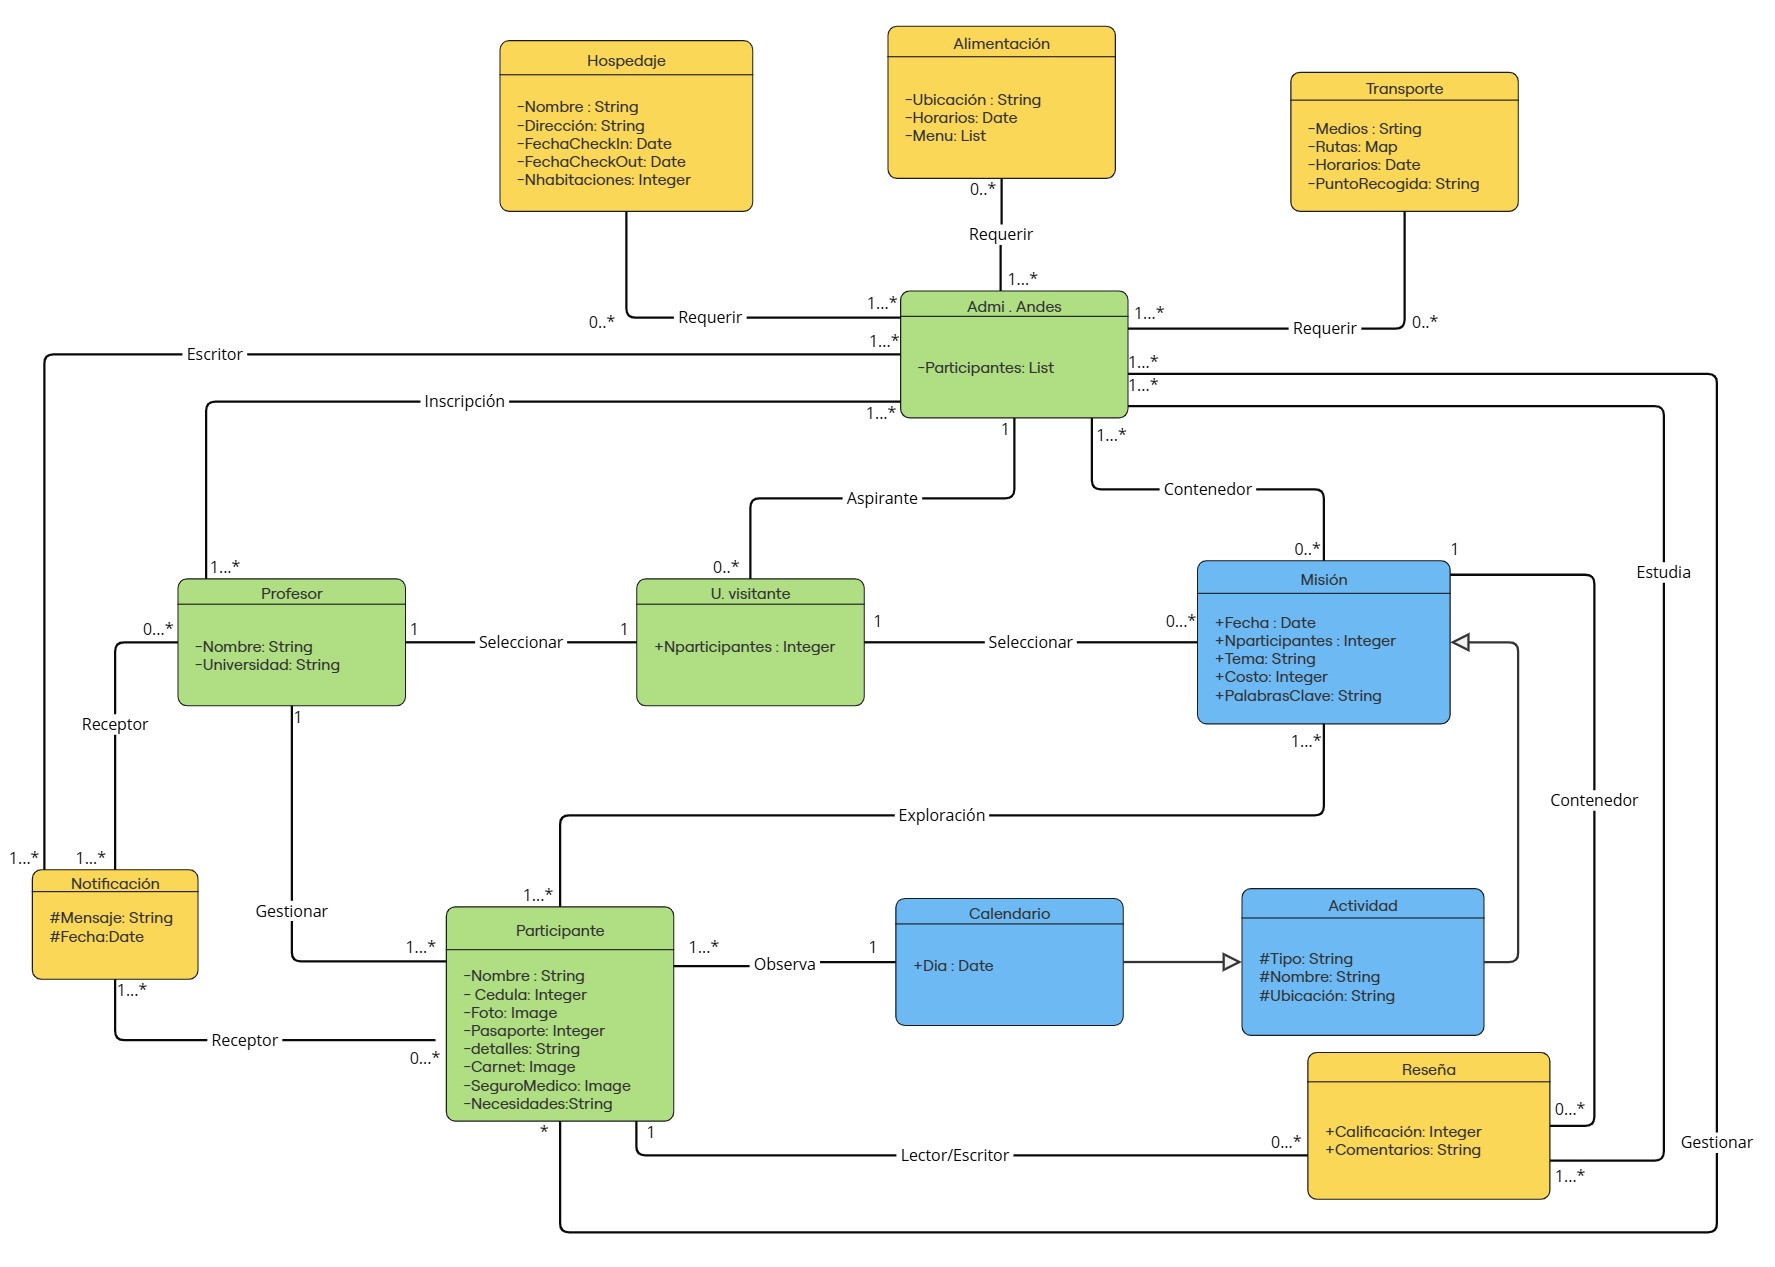 Hospedaje
-Nombre : String
-Dirección: String
-FechaCheckIn: Date
-FechaCheckOut: Date
-Nhabitaciones: Integer
Alimentación
-Ubicación : String
-Horarios: Date
-Menu: List
Transporte
-Medios : Srting
-Rutas: Map
-Horarios: Date
-PuntoRecogida: String
0..*
Requerir
1...*
0..*
Requerir
1...*
1...*
Requerir
0..*
Admi . Andes
-Participantes: List
Escritor
1...*
Inscripción
1...*
1...*
1...*
1
1...*
Aspirante
Contenedor
1...*
0..*
0..*
1
Estudia
Profesor
-Nombre: String
-Universidad: String
U. visitante
+Nparticipantes : Integer
Misión
+Fecha : Date
+Nparticipantes : Integer
+Tema: String
+Costo: Integer
+PalabrasClave: String
0...*
1
Seleccionar
1
1
Seleccionar
0...*
Receptor
1
1...*
Contenedor
Exploración
1...*
1...*
1...*
Notificación
#Mensaje: String
#Fecha:Date
Gestionar
1...*
Participante
-Nombre : String
- Cedula: Integer
-Foto: Image
-Pasaporte: Integer
-detalles: String
-Carnet: Image
-SeguroMedico: Image
-Necesidades:String
1...*
Observa
1
Calendario
+Dia : Date
Actividad
#Tipo: String
#Nombre: String
#Ubicación: String
1...*
Receptor
0...*
Reseña
+Calificación: Integer
+Comentarios: String
0...*
1...*
*
1
Lector/Escritor
0...*
Gestionar